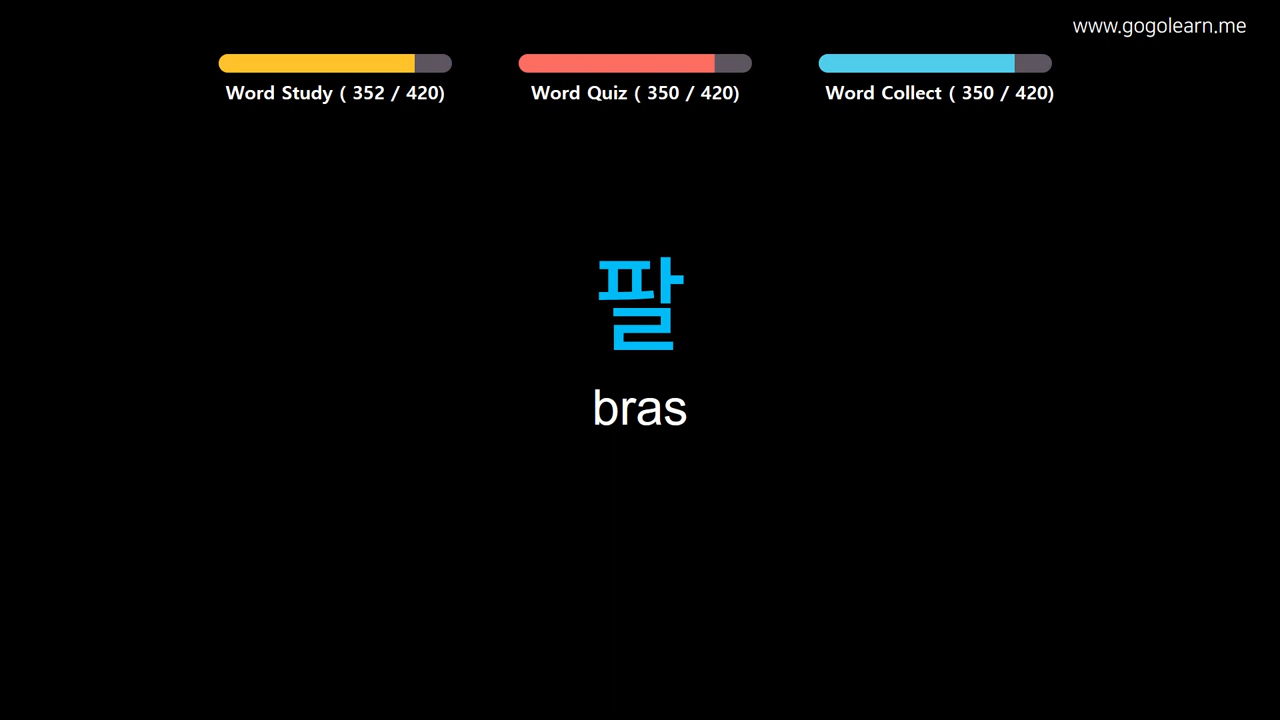 www.gogolearn.me
Word Study ( 352 / 420)
Word Quiz ( 350 / 420)
Word Collect ( 350 / 420)
팔
bras